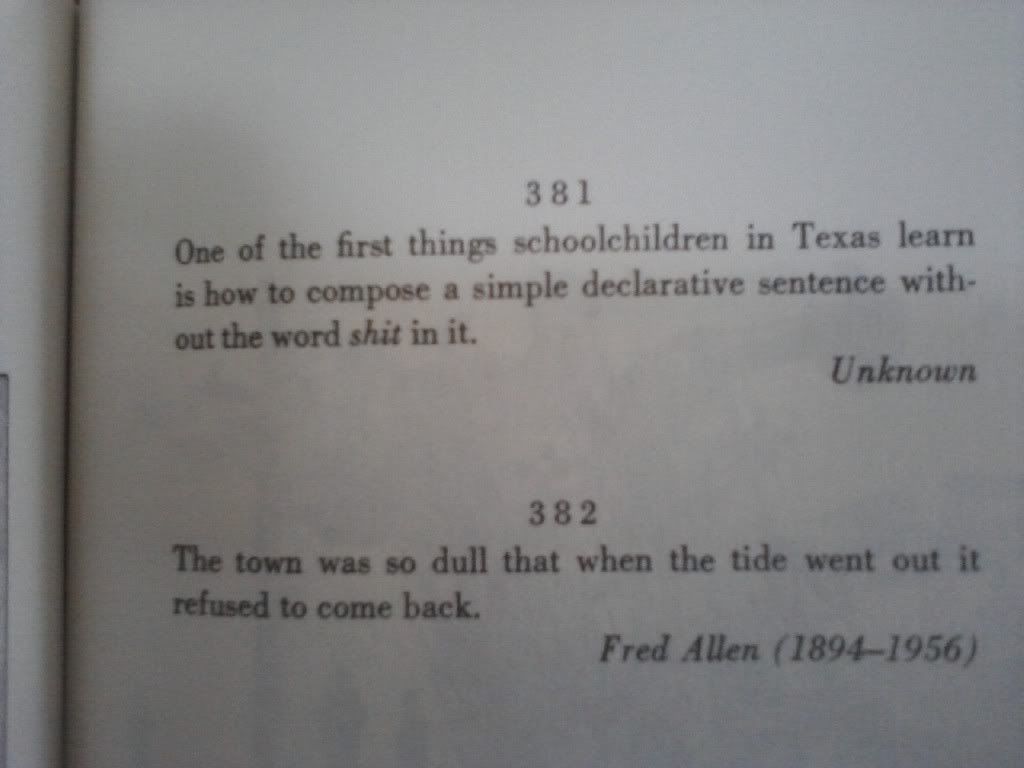 381
One of the first things schoolchildren in Texas learn
is how to compose a simple declarative sentence with-
out the word shit in it.
Unknown
382
The town was so dull that when the tide went out it
refused to come back.
Fred Allen (1894–1956)